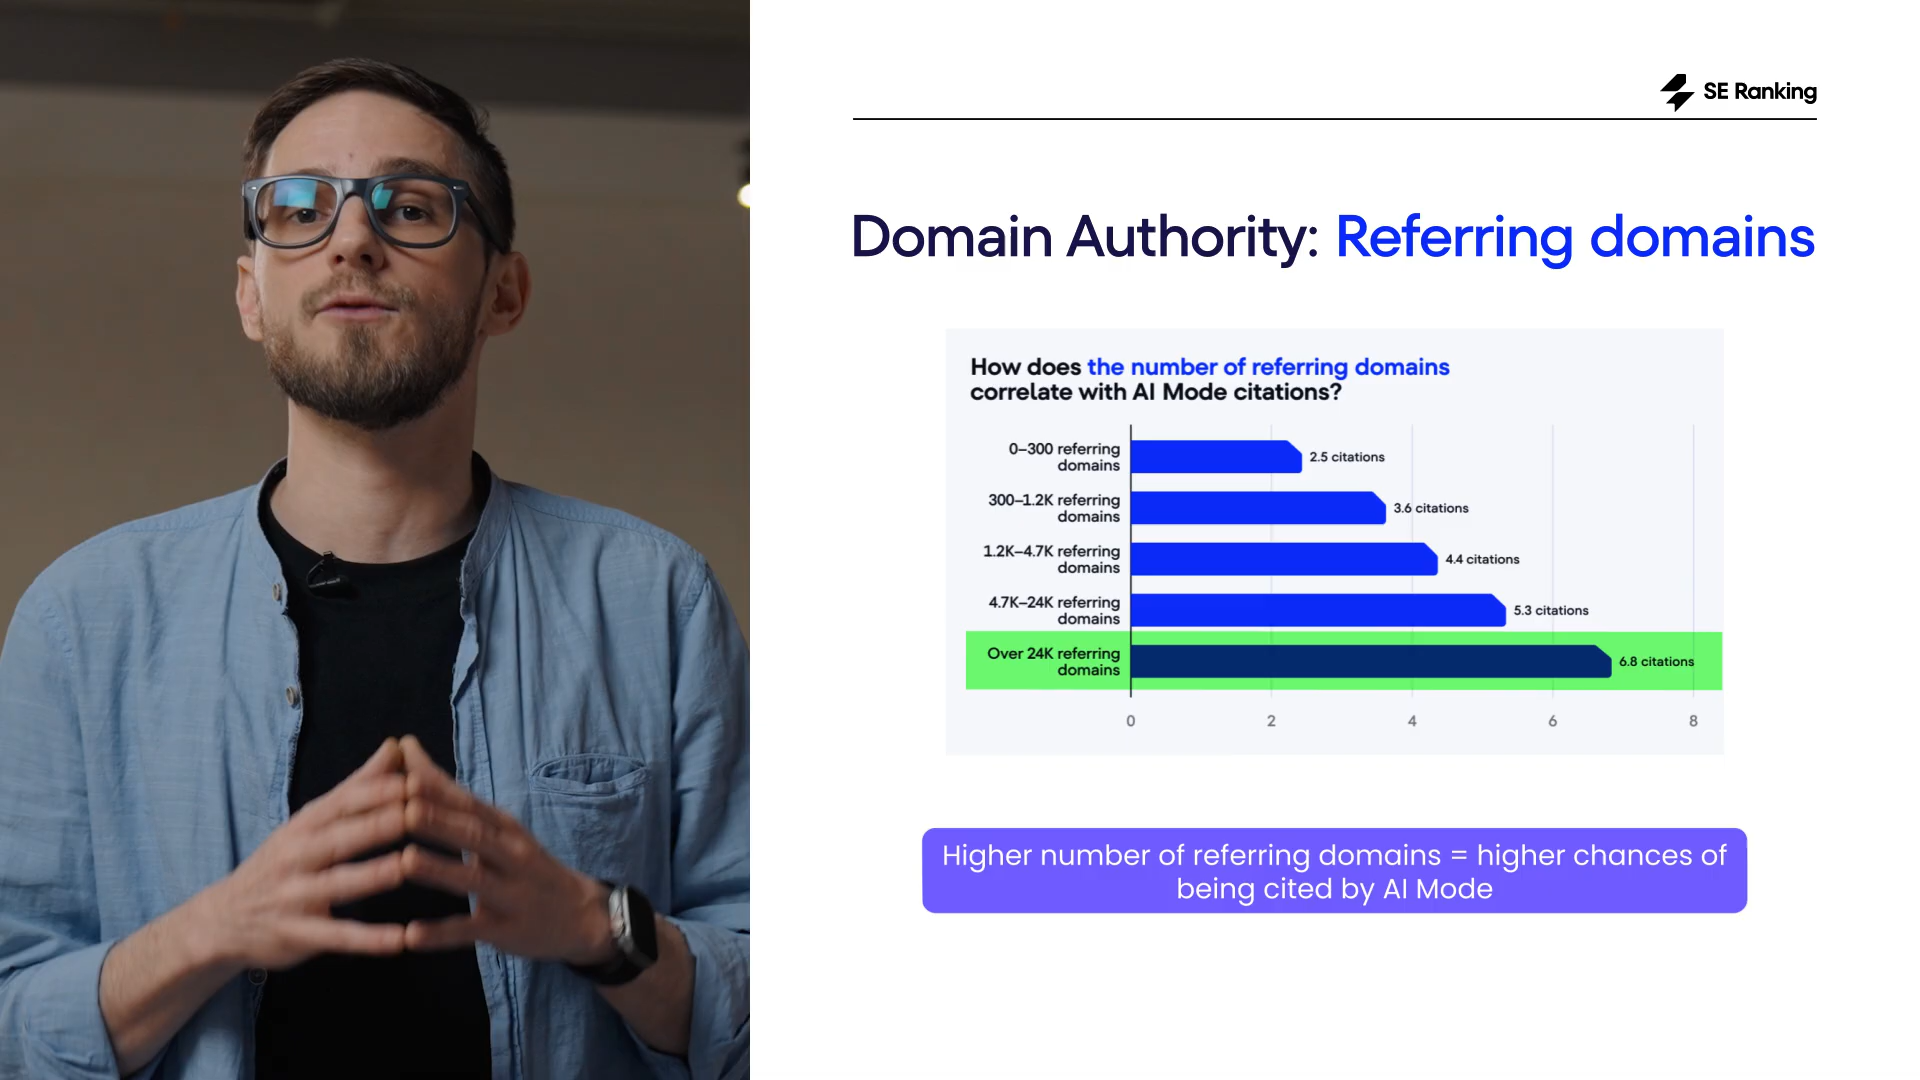 SE Ranking
Domain Authority: Referring domains
How does the number of referring domains
correlate with AI Mode citations?
0–300 referring
domains
2.5 citations
300–1.2K referring
domains
3.6 citations
1.2K–4.7K referring
domains
4.4 citations
4.7K–24K referring
domains
5.3 citations
Over 24K referring
domains
6.8 citations
0 2 4 6 8
Higher number of referring domains = higher chances of
being cited by AI Mode